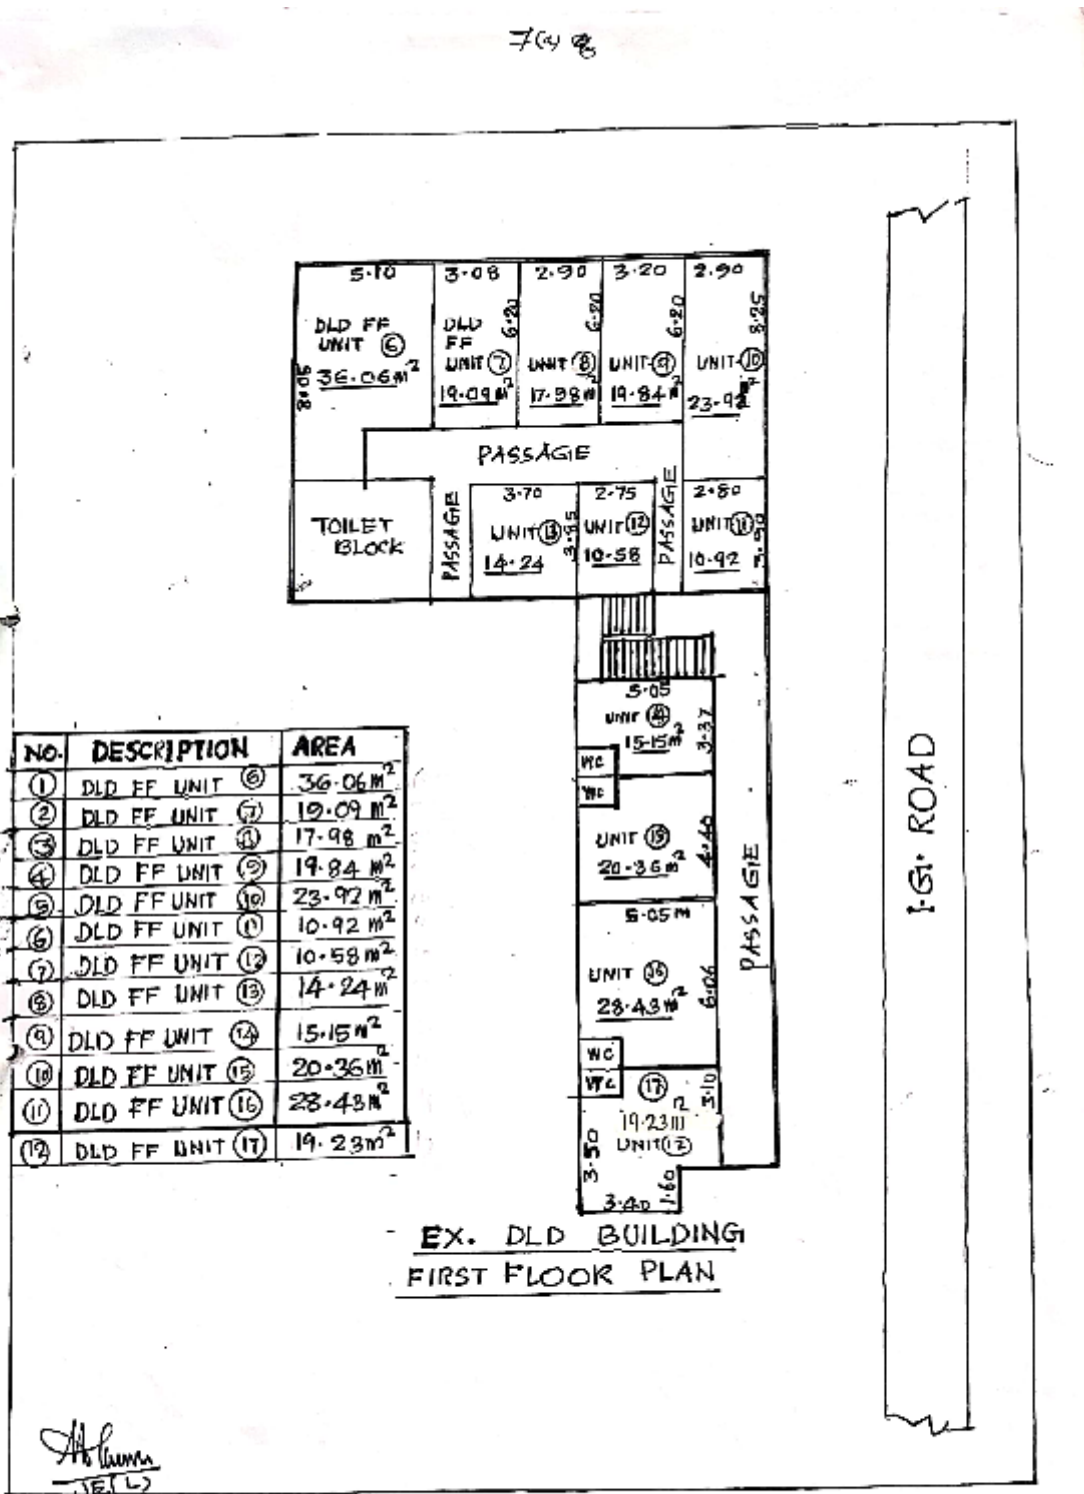 5.10 3.08 2.90 3.20 2.90
8.05
6.20
6.20
6.20
8.25
DLD FF
UNIT 6
36.06m²
DLD
FF
UNIT 7
19.09m²
UNIT 8
17.98m²
UNIT 9
19.84m²
UNIT 10
23.92m²
PASSAGE
TOILET
BLOCK
PASSAGE
3.70
UNIT 13
14.24
3.85
2.75
UNIT 12
10.58
PASSAGE
2.80
UNIT 11
10.92
3.90
5.05
UNIT 14
15.15m²
3.37
WC
WC
UNIT 15
20.36m²
4.40
5.05m
UNIT 16
28.43m²
6.06
WC
WC
17
19.23m²
UNIT
3.10
3.50
1.60
3.40
PASSAGE
I.G. ROAD
NO. DESCRIPTION AREA
1 DLD FF UNIT 6 36.06m²
2 DLD FF UNIT 7 19.09m²
3 DLD FF UNIT 8 17.98 m²
4 DLD FF UNIT 9 19.84 m²
5 DLD FF UNIT 10 23.92m²
6 DLD FF UNIT 11 10.92 m²
7 DLD FF UNIT 12 10.58m²
8 DLD FF UNIT 13 14.24m²
9 DLD FF UNIT 14 15.15m²
10 DLD FF UNIT 15 20.36m²
11 DLD FF UNIT 16 28.43m²
12 DLD FF UNIT 17 19.23m²
EX. DLD BUILDING
FIRST FLOOR PLAN
JE(L)